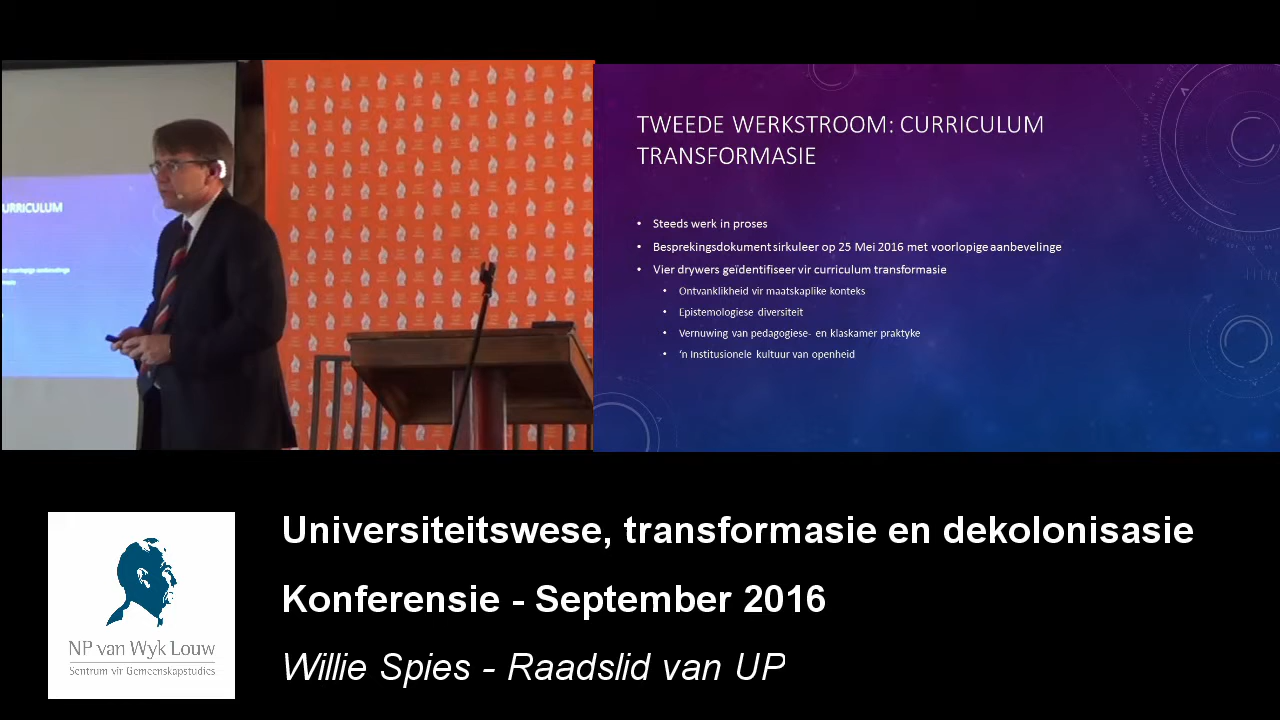 URRICULUM
TWEEDE WERKSTROOM: CURRICULUM
TRANSFORMASIE
• Steeds werk in proses
• Besprekingsdokument sirkuleer op 25 Mei 2016 met voorlopige aanbevelinge
• Vier drywers geïdentifiseer vir curriculum transformasie
• Ontvanklikheid vir maatskaplike konteks
• Epistemologiese diversiteit
• Vernuwing van pedagogiese- en klaskamer praktyke
• ‘n Institusionele kultuur van openheid
Universiteitswese, transformasie en dekolonisasie
Konferensie - September 2016
Willie Spies - Raadslid van UP
NP van Wyk Louw
Sentrum vir Gemeenskapstudies